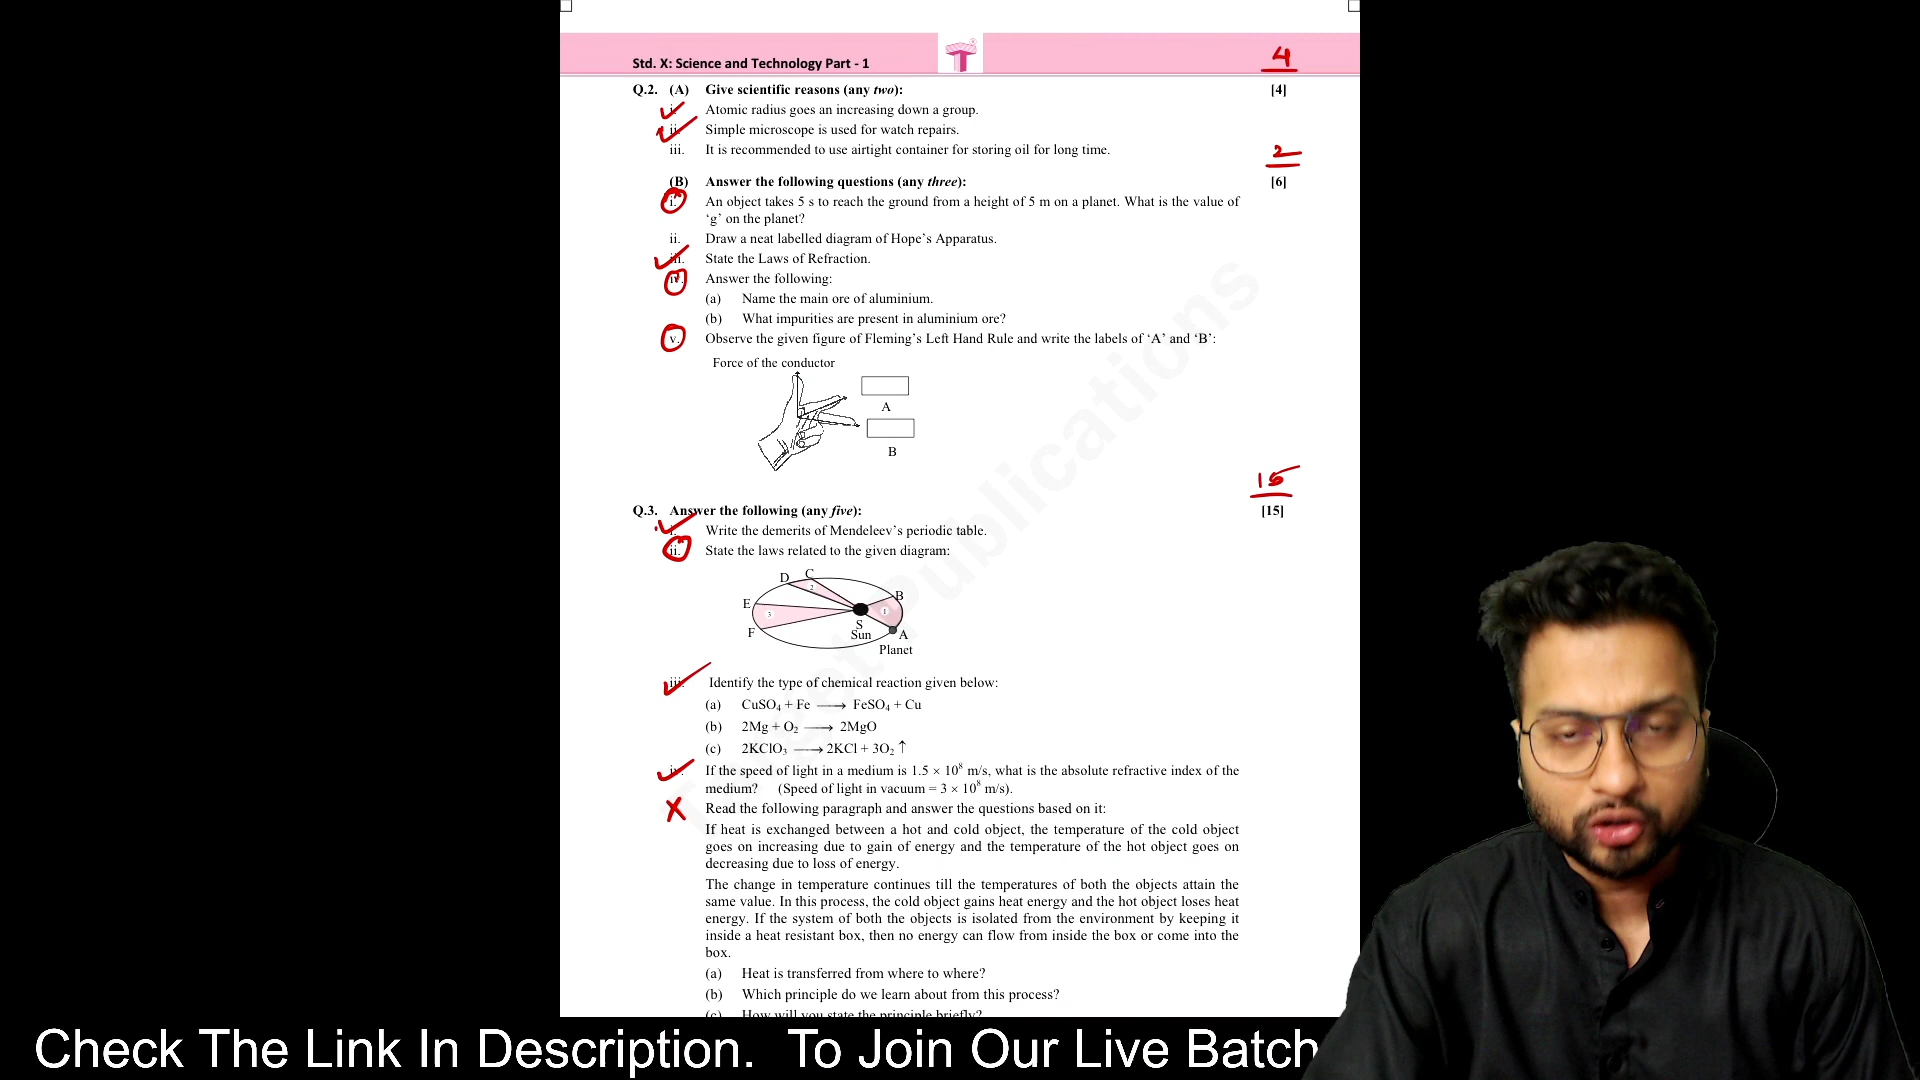 4
Std. X: Science and Technology Part - 1
T
Q.2. (A) Give scientific reasons (any two): [4]
i. Atomic radius goes an increasing down a group.
ii. Simple microscope is used for watch repairs.
iii. It is recommended to use airtight container for storing oil for long time.
2
(B) Answer the following questions (any three): [6]
i. An object takes 5 s to reach the ground from a height of 5 m on a planet. What is the value of
‘g’ on the planet?
ii. Draw a neat labelled diagram of Hope’s Apparatus.
iii. State the Laws of Refraction.
iv. Answer the following:
(a) Name the main ore of aluminium.
(b) What impurities are present in aluminium ore?
v. Observe the given figure of Fleming’s Left Hand Rule and write the labels of ‘A’ and ‘B’:
Force of the conductor
A
B
15
Q.3. Answer the following (any five): [15]
i. Write the demerits of Mendeleev’s periodic table.
ii. State the laws related to the given diagram:
D C
2
E B
3 1
F S A
Sun
Planet
iii. Identify the type of chemical reaction given below:
(a) CuSO₄ + Fe ⟶ FeSO₄ + Cu
(b) 2Mg + O₂ ⟶ 2MgO
(c) 2KClO₃ ⟶ 2KCl + 3O₂ ↑
iv. If the speed of light in a medium is 1.5 × 10⁸ m/s, what is the absolute refractive index of the
medium? (Speed of light in vacuum = 3 × 10⁸ m/s).
Read the following paragraph and answer the questions based on it:
If heat is exchanged between a hot and cold object, the temperature of the cold object
goes on increasing due to gain of energy and the temperature of the hot object goes on
decreasing due to loss of energy.
The change in temperature continues till the temperatures of both the objects attain the
same value. In this process, the cold object gains heat energy and the hot object loses heat
energy. If the system of both the objects is isolated from the environment by keeping it
inside a heat resistant box, then no energy can flow from inside the box or come into the
box.
(a) Heat is transferred from where to where?
(b) Which principle do we learn about from this process?
(c) How will you state the principle briefly?
Target Publications
Check The Link In Description. To Join Our Live Batch